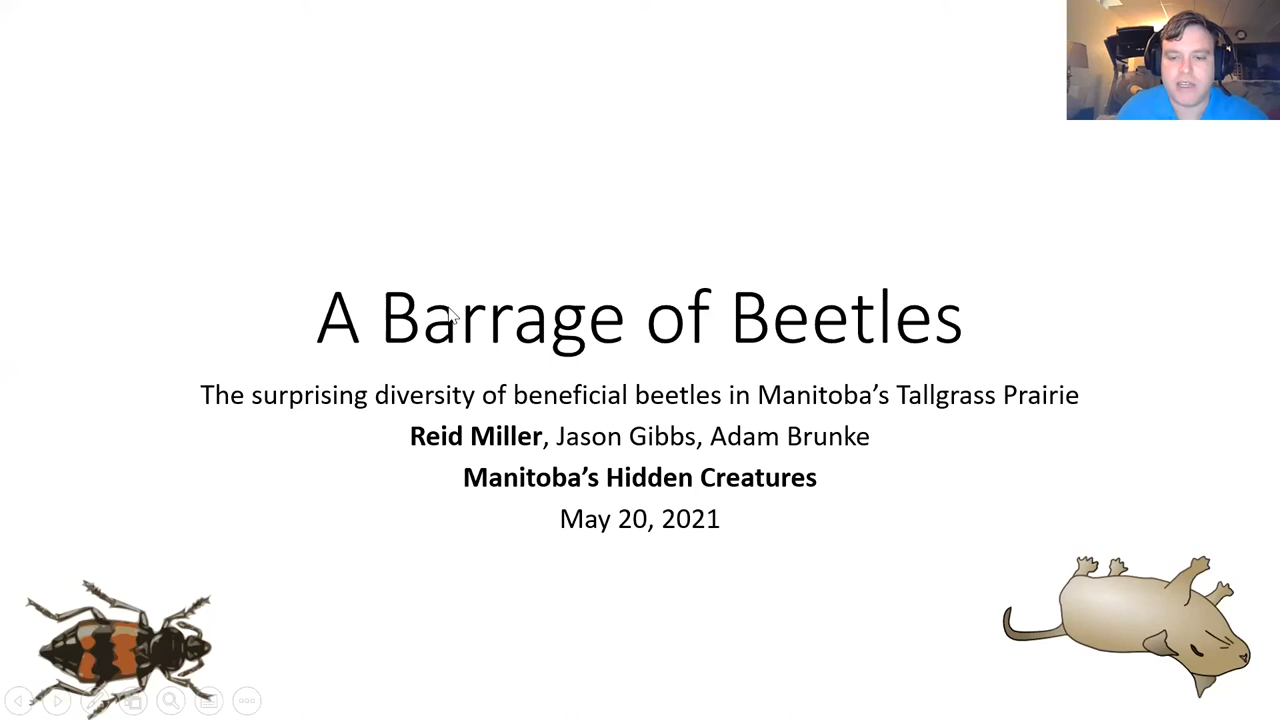 A Barrage of Beetles
The surprising diversity of beneficial beetles in Manitoba’s Tallgrass Prairie
Reid Miller, Jason Gibbs, Adam Brunke
Manitoba’s Hidden Creatures
May 20, 2021